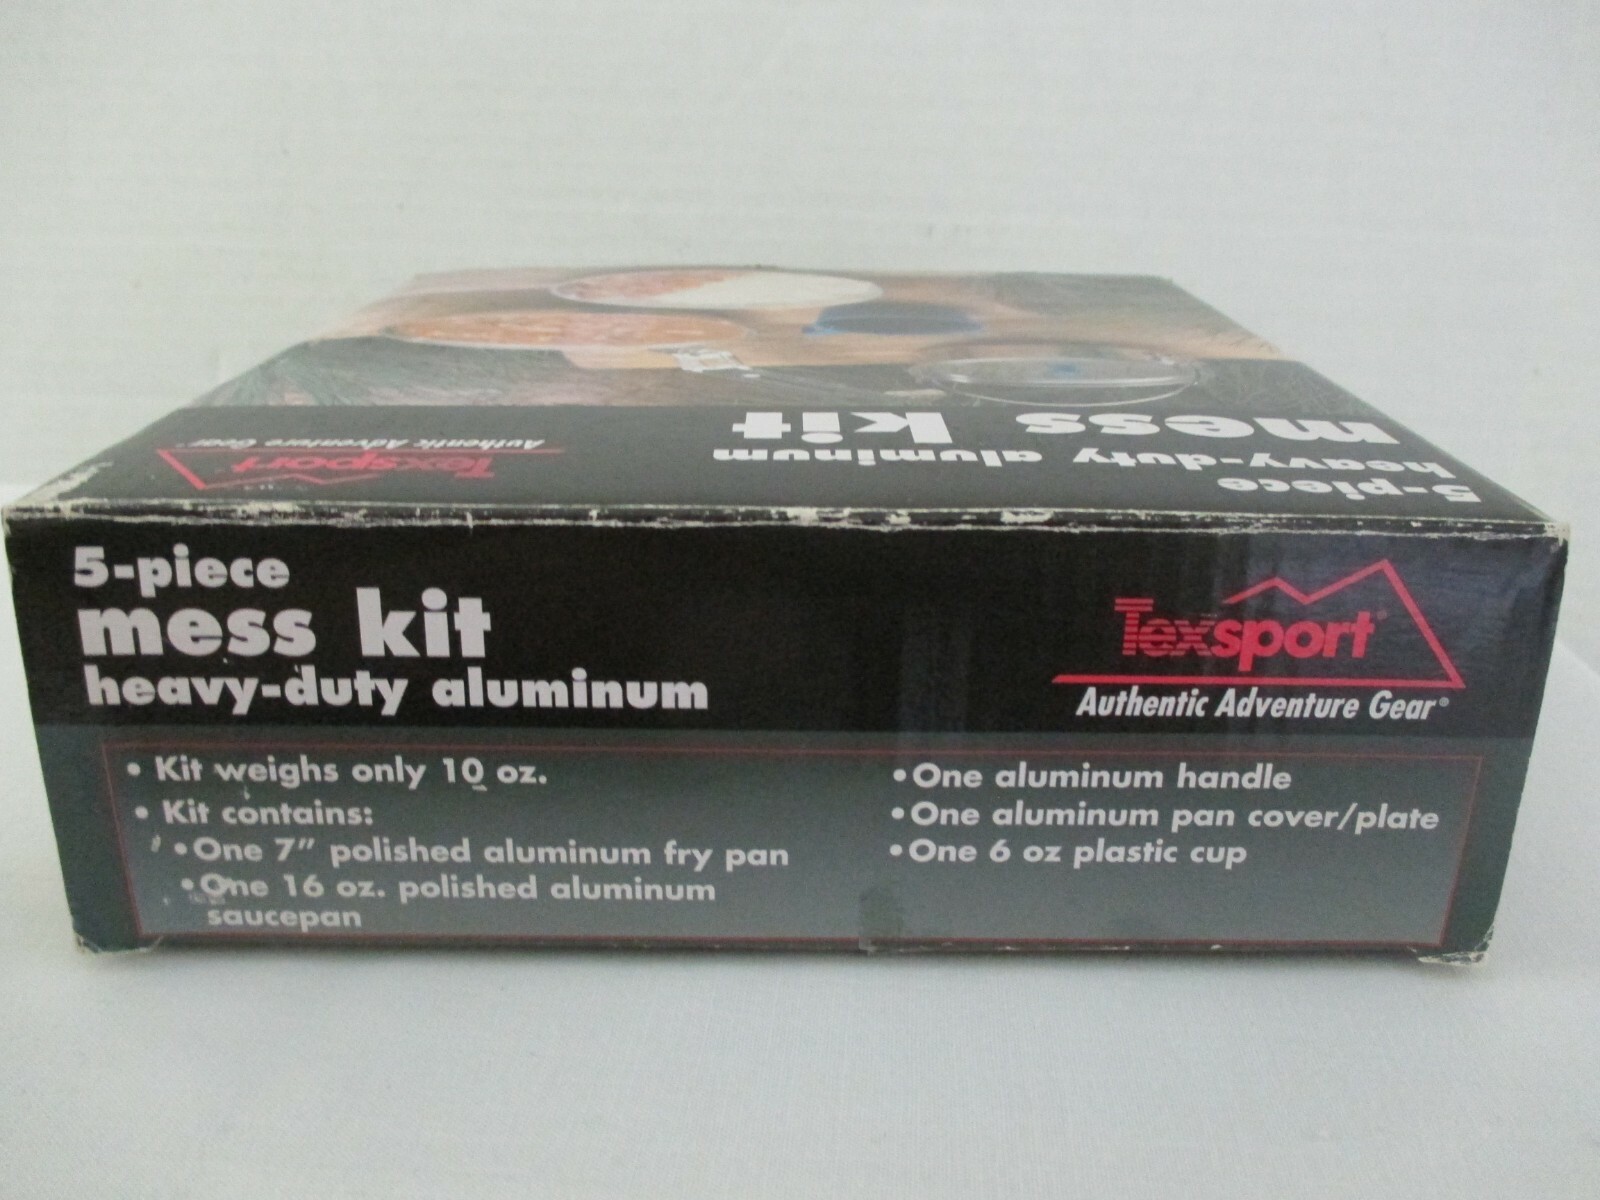 mess kit
heavy-duty aluminum
5-piece
Texsport
Authentic Adventure Gear
5-piece
mess kit
heavy-duty aluminum
Texsport®
Authentic Adventure Gear®
• Kit weighs only 10 oz.
• Kit contains:
• One 7" polished aluminum fry pan
• One 16 oz. polished aluminum
saucepan
• One aluminum handle
• One aluminum pan cover/plate
• One 6 oz plastic cup